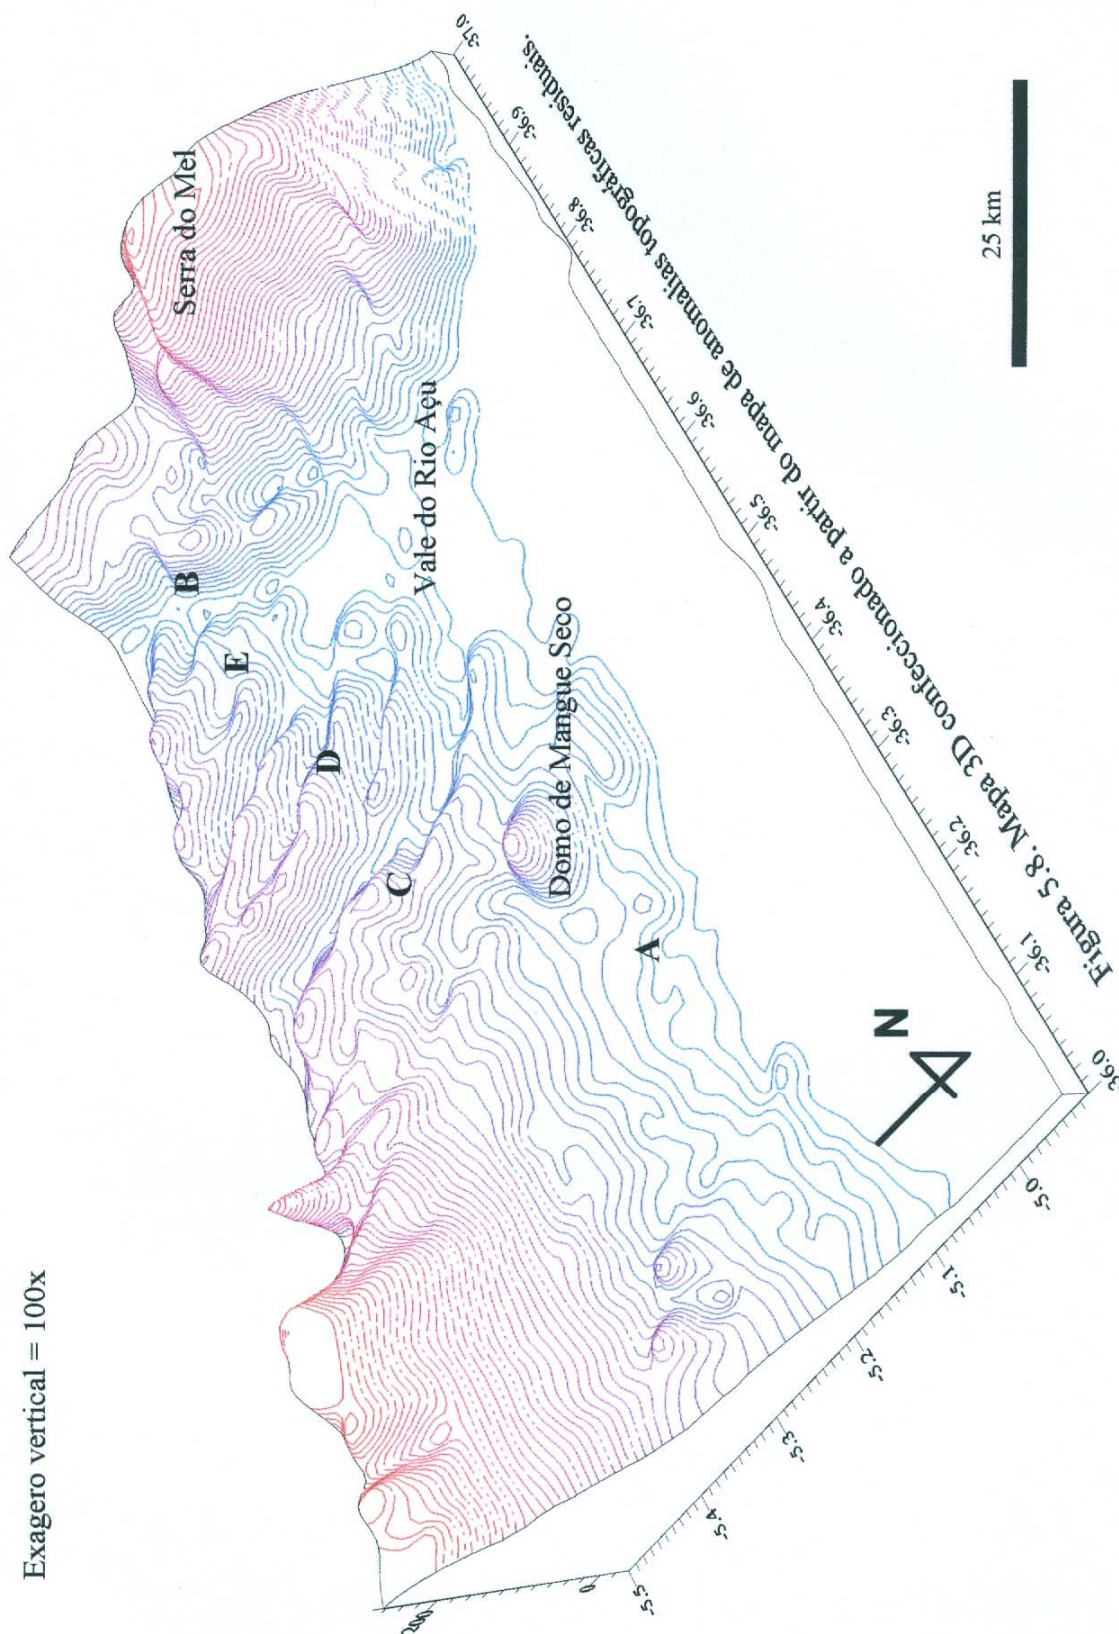 Exagero vertical = 100x
Serra do Mel
Vale do Rio Açu
Domo de Mangue Seco
B
E
D
C
A
N
25 km
0
-5.5
-5.4
-5.3
-5.2
-5.1
-5.0
36.0
-36.1
-36.2
-36.3
-36.4
-36.5
-36.6
-36.7
-36.8
-36.9
-37.0
Figura 5.8. Mapa 3D confeccionado a partir do mapa de anomalias topográficas residuais.